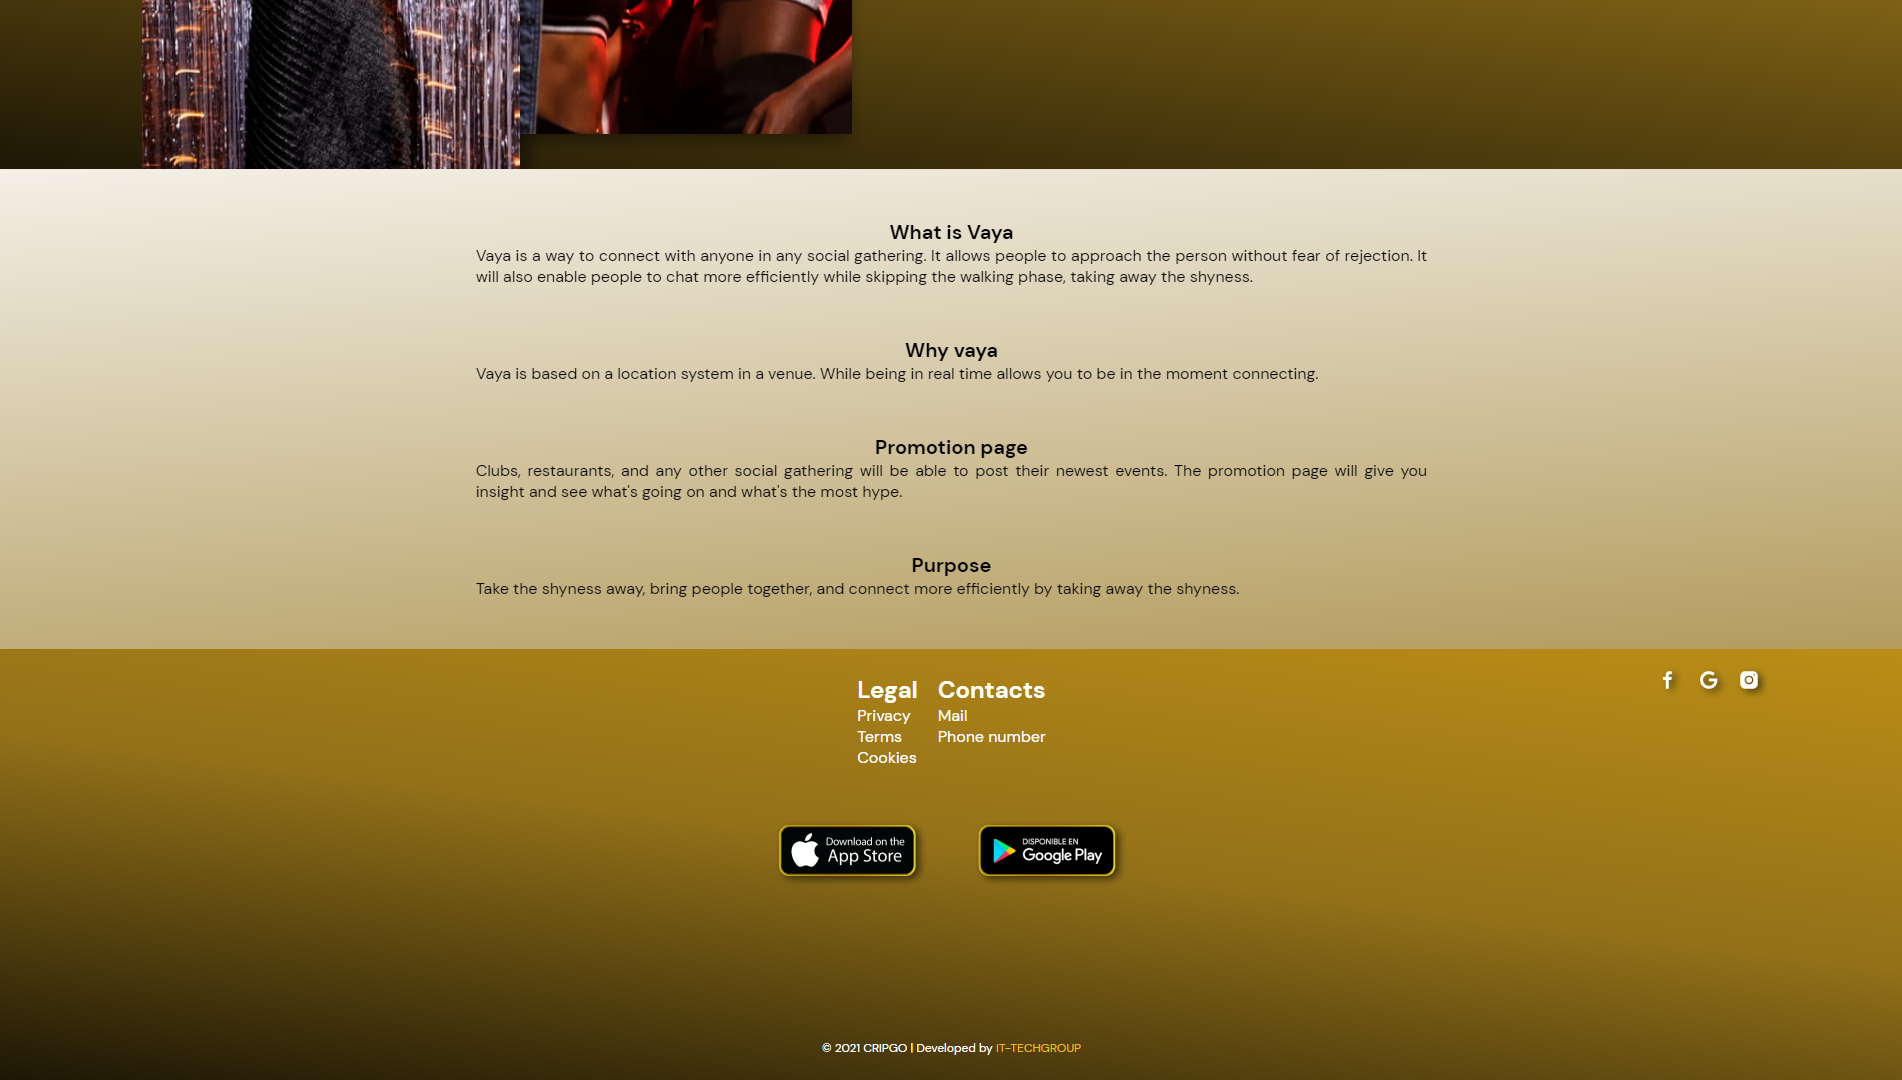 What is Vaya
Vaya is a way to connect with anyone in any social gathering. It allows people to approach the person without fear of rejection. It
will also enable people to chat more efficiently while skipping the walking phase, taking away the shyness.
Why vaya
Vaya is based on a location system in a venue. While being in real time allows you to be in the moment connecting.
Promotion page
Clubs, restaurants, and any other social gathering will be able to post their newest events. The promotion page will give you
insight and see what's going on and what's the most hype.
Purpose
Take the shyness away, bring people together, and connect more efficiently by taking away the shyness.
Legal
Privacy
Terms
Cookies
Contacts
Mail
Phone number
Download on the
App Store
DISPONIBLE EN
Google Play
© 2021 CRIPGO | Developed by IT-TECHGROUP